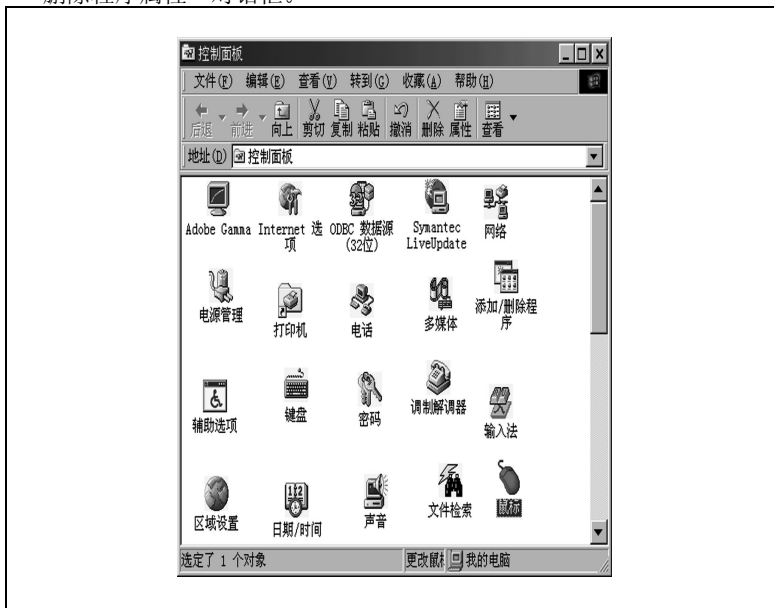 删除程序属性”对话框。
控制面板
文件(F) 编辑(E) 查看(V) 转到(G) 收藏(A) 帮助(H)
后退 前进 向上 剪切 复制 粘贴 撤消 删除 属性 查看
地址(D) 控制面板
Adobe Gamma Internet 选项 ODBC 数据源(32位) Symantec LiveUpdate 网络
电源管理 打印机 电话 多媒体 添加/删除程序
辅助选项 键盘 密码 调制解调器 输入法
区域设置 日期/时间 声音 文件检索 鼠标
选定了 1 个对象 更改鼠 我的电脑